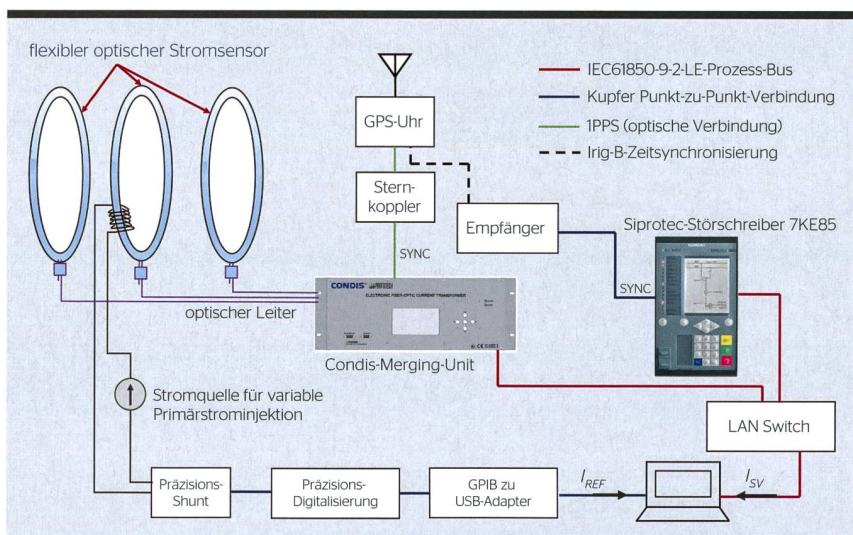 flexibler optischer Stromsensor
GPS-Uhr
Stern-
koppler
SYNC
IEC61850-9-2-LE-Prozess-Bus
Kupfer Punkt-zu-Punkt-Verbindung
1PPS (optische Verbindung)
Irig-B-Zeitsynchronisierung
Empfänger
Siprotec-Störschreiber 7KE85
SYNC
optischer Leiter
CONDIS
ELECTRONIC FIBER-OPTIC CURRENT TRANSFORMER
Condis-Merging-Unit
Stromquelle für variable
Primärstrominjektion
LAN Switch
Präzisions-
Shunt
Präzisions-
Digitalisierung
GPIB zu
USB-Adapter
I_REF
I_SV